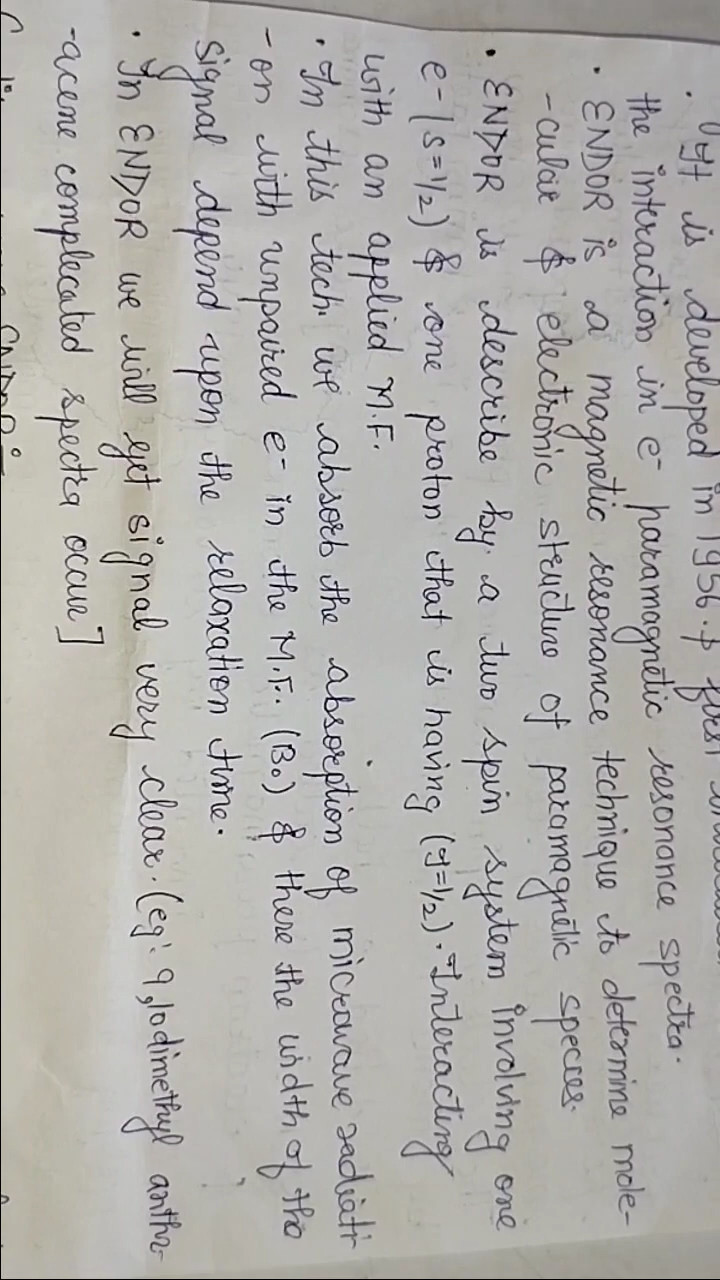 • It is developed in 1956. & first
the interaction in e⁻ paramagnetic resonance spectra.
• ENDOR is a magnetic resonance technique to determine mole-
-cular & electronic structure of paramagnetic species.
• ENDOR is describe by a two spin system involving one
e-(s=1/2) & one proton that is having (I=1/2). Interacting
with an applied M.F.
• In this tech. we absorb the absorption of microwave radiati
-on with unpaired e⁻ in the M.F. (B₀) & there the width of the
signal depend upon the relaxation time.
• In ENDOR we will get signal very clear. (eg: 9,10dimethyl anthr-
-acene complecated spectra occur]
ENDOR: